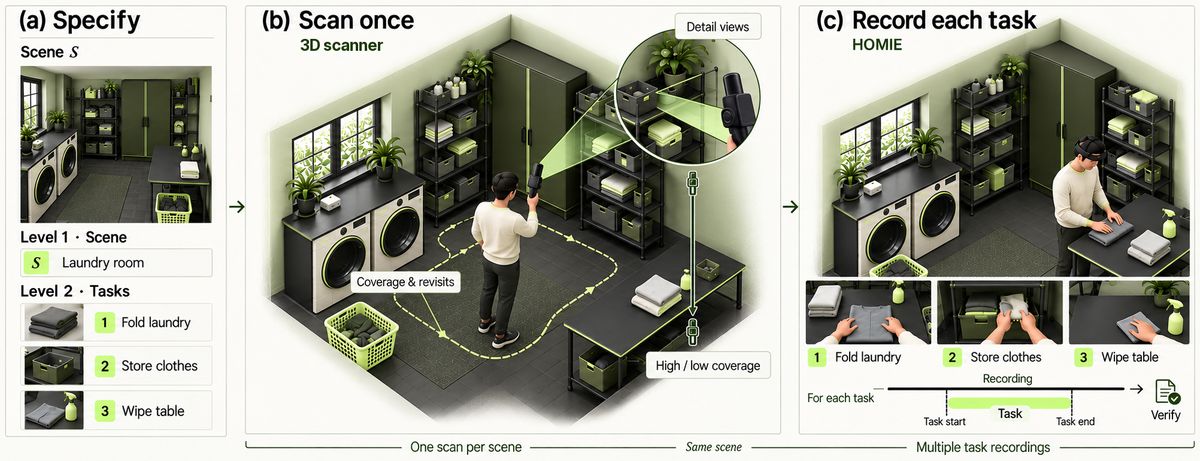 (a) Specify
Scene S
Level 1 · Scene
S Laundry room
Level 2 · Tasks
1 Fold laundry
2 Store clothes
3 Wipe table
(b) Scan once
3D scanner
Detail views
Coverage & revisits
High / low coverage
(c) Record each task
HOMIE
1 Fold laundry
2 Store clothes
3 Wipe table
Recording
For each task
Task
Task start
Task end
Verify
One scan per scene
Same scene
Multiple task recordings